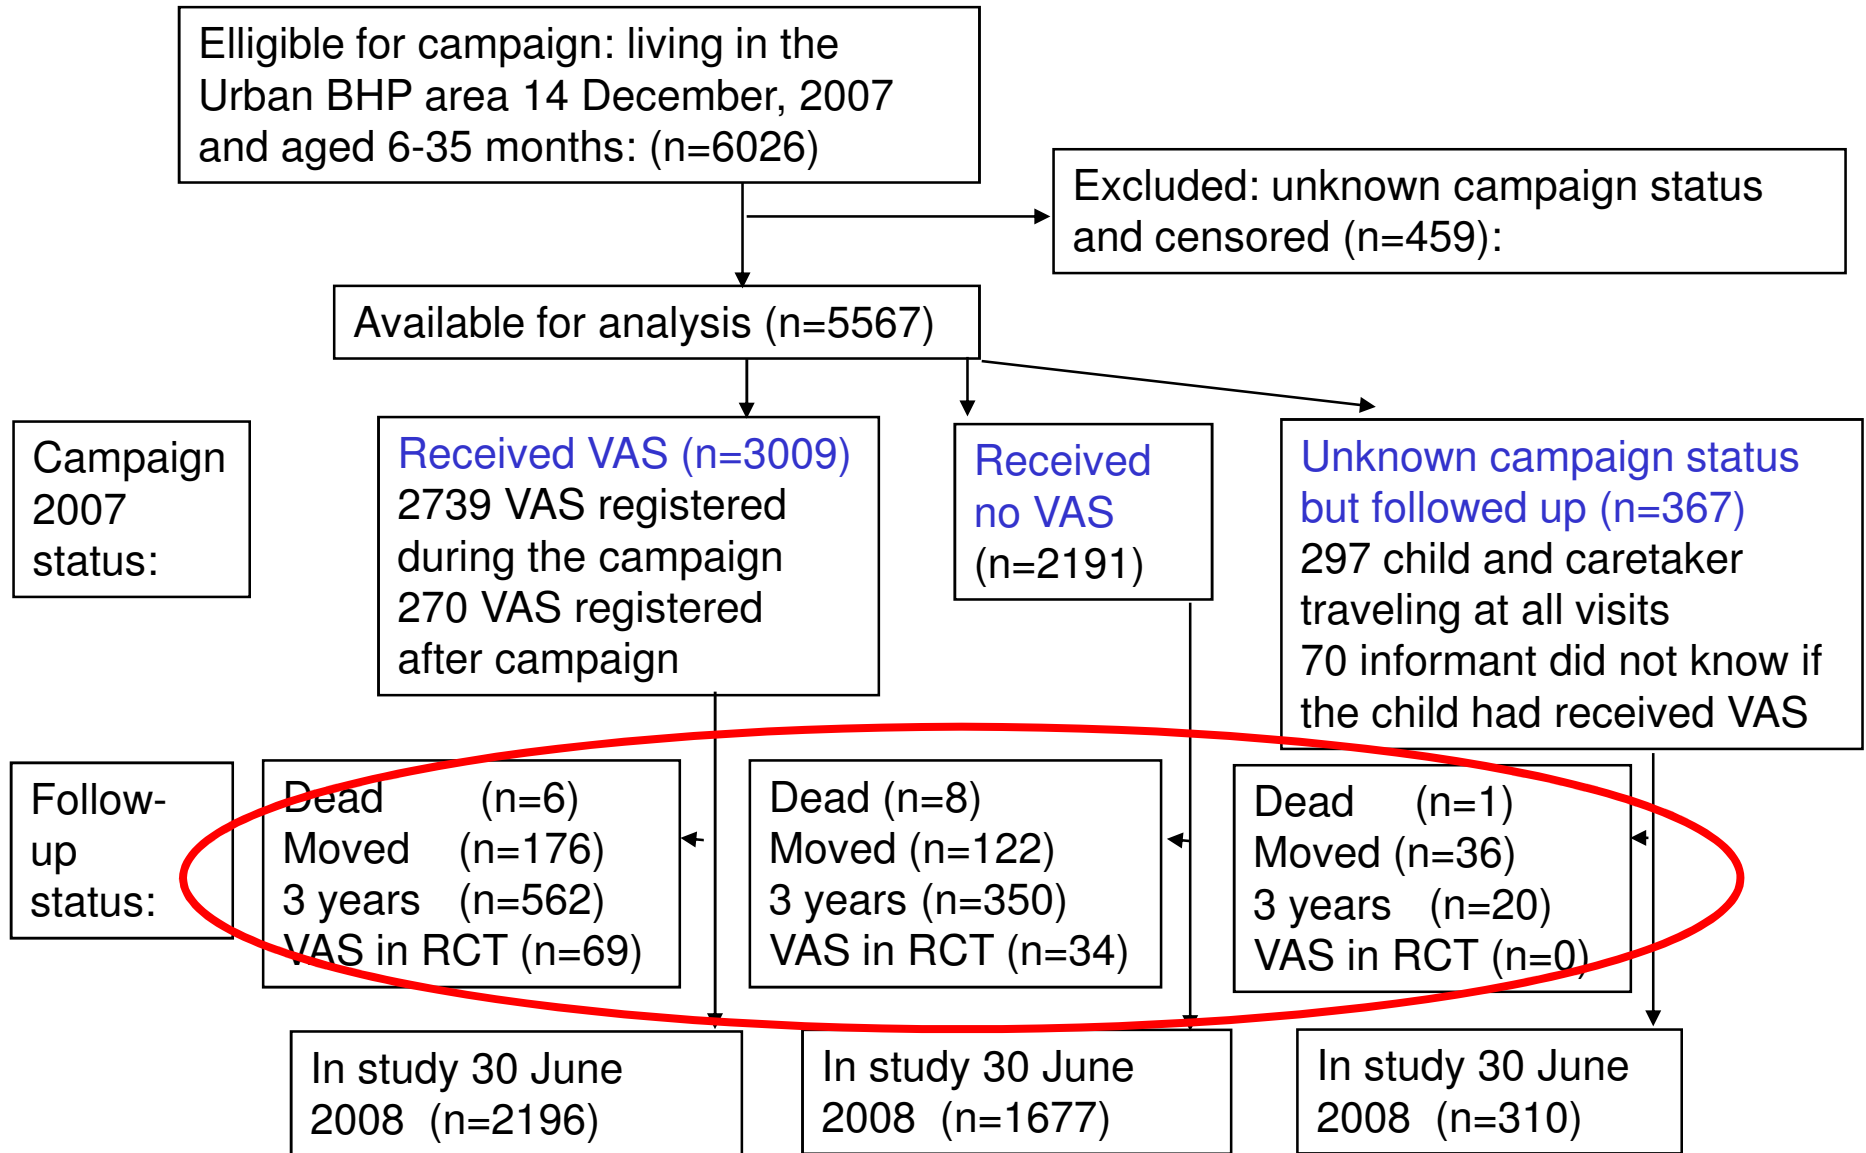 Elligible for campaign: living in the
Urban BHP area 14 December, 2007
and aged 6-35 months: (n=6026)
Excluded: unknown campaign status
and censored (n=459):
Available for analysis (n=5567)
Campaign
2007
status:
Received VAS (n=3009)
2739 VAS registered
during the campaign
270 VAS registered
after campaign
Received
no VAS
(n=2191)
Unknown campaign status
but followed up (n=367)
297 child and caretaker
traveling at all visits
70 informant did not know if
the child had received VAS
Follow-
up
status:
Dead (n=6)
Moved (n=176)
3 years (n=562)
VAS in RCT (n=69)
Dead (n=8)
Moved (n=122)
3 years (n=350)
VAS in RCT (n=34)
Dead (n=1)
Moved (n=36)
3 years (n=20)
VAS in RCT (n=0)
In study 30 June
2008 (n=2196)
In study 30 June
2008 (n=1677)
In study 30 June
2008 (n=310)